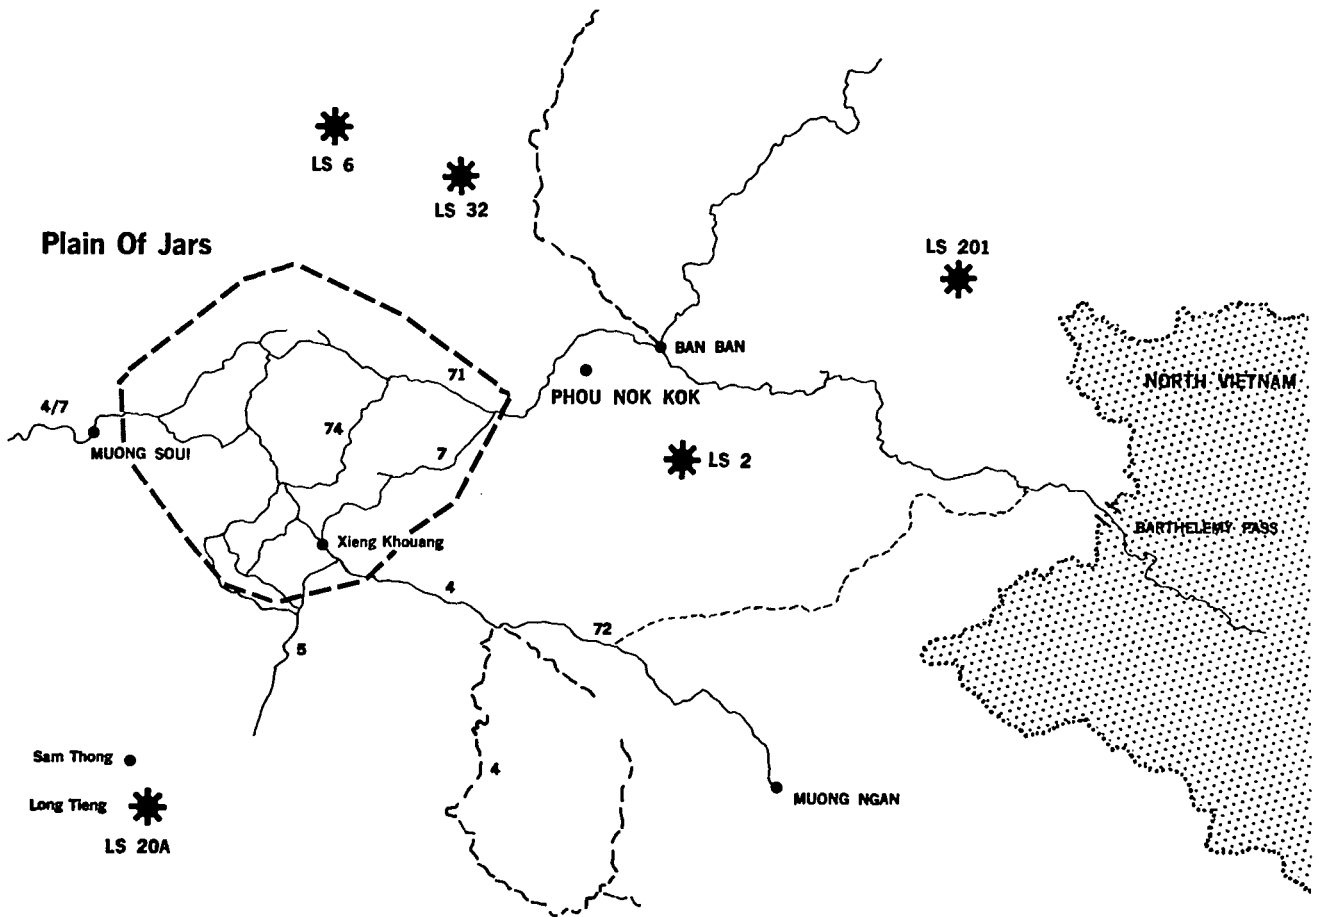 LS 6
LS 32
Plain Of Jars
LS 201
BAN BAN
NORTH VIETNAM
71
PHOU NOK KOK
4/7
74
MUONG SOUI
7
LS 2
BARTHELEMY PASS
Xieng Khouang
4
72
5
Sam Thong
4
Long Tieng
MUONG NGAN
LS 20A